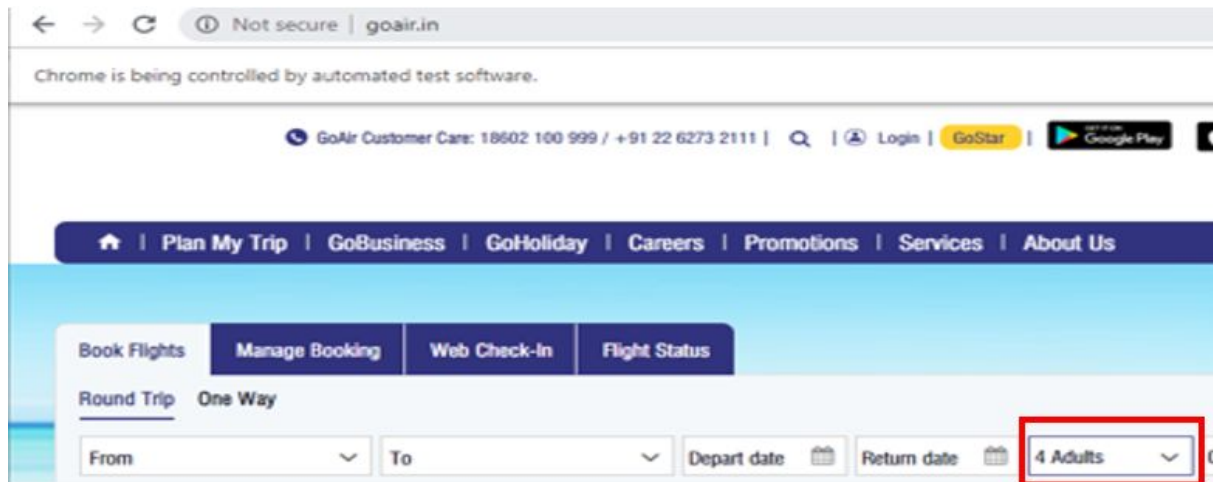 Not secure | goair.in
Chrome is being controlled by automated test software.
GoAir Customer Care: 18602 100 999 / +91 22 6273 2111 | | Login | GoStar | GET IT ON Google Play
| Plan My Trip | GoBusiness | GoHoliday | Careers | Promotions | Services | About Us
Book Flights Manage Booking Web Check-In Flight Status
Round Trip One Way
From To Depart date Return date 4 Adults